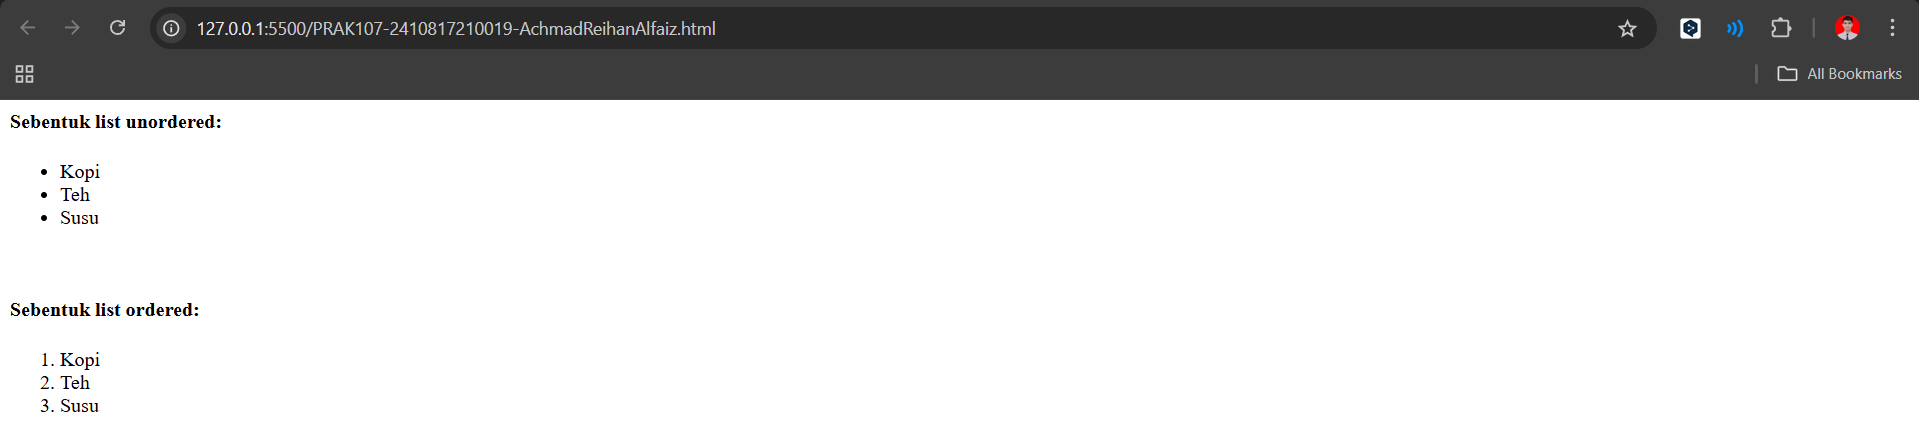 127.0.0.1:5500/PRAK107-2410817210019-AchmadReihanAlfaiz.html
All Bookmarks
Sebentuk list unordered:
• Kopi
• Teh
• Susu
Sebentuk list ordered:
1. Kopi
2. Teh
3. Susu